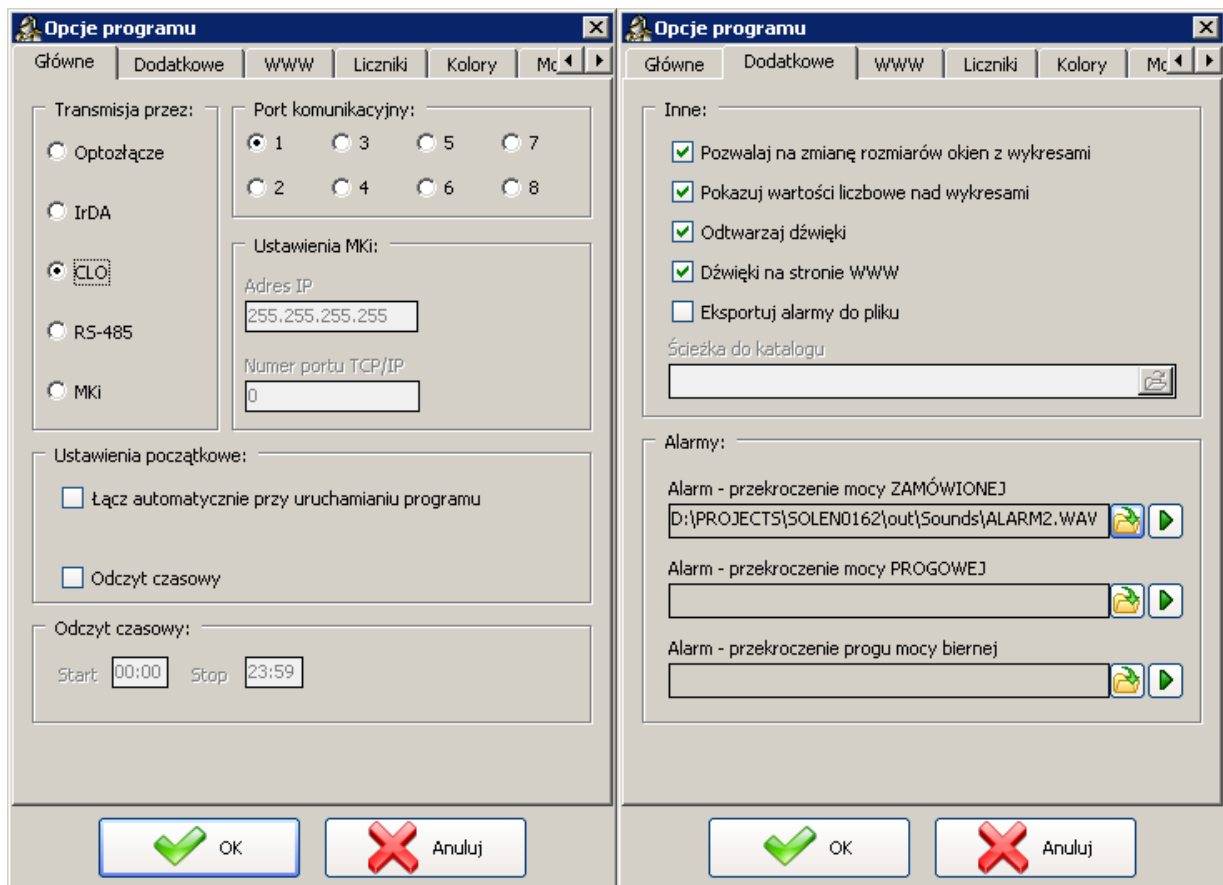 Opcje programu
Główne Dodatkowe WWW Liczniki Kolory
Transmisja przez:
Optozłącze
IrDA
CLO
RS-485
MKi
Port komunikacyjny:
1 3 5 7
2 4 6 8
Ustawienia MKi:
Adres IP
255.255.255.255
Numer portu TCP/IP
0
Ustawienia początkowe:
Łącz automatycznie przy uruchamianiu programu
Odczyt czasowy
Odczyt czasowy:
Start 00:00 Stop 23:59
OK Anuluj
Opcje programu
Główne Dodatkowe WWW Liczniki Kolory
Inne:
Pozwalaj na zmianę rozmiarów okien z wykresami
Pokazuj wartości liczbowe nad wykresami
Odtwarzaj dźwięki
Dźwięki na stronie WWW
Eksportuj alarmy do pliku
Ścieżka do katalogu
Alarmy:
Alarm - przekroczenie mocy ZAMÓWIONEJ
D:\PROJECTS\SOLEN0162\out\Sounds\ALARM2.WAV
Alarm - przekroczenie mocy PROGOWEJ
Alarm - przekroczenie progu mocy biernej
OK Anuluj